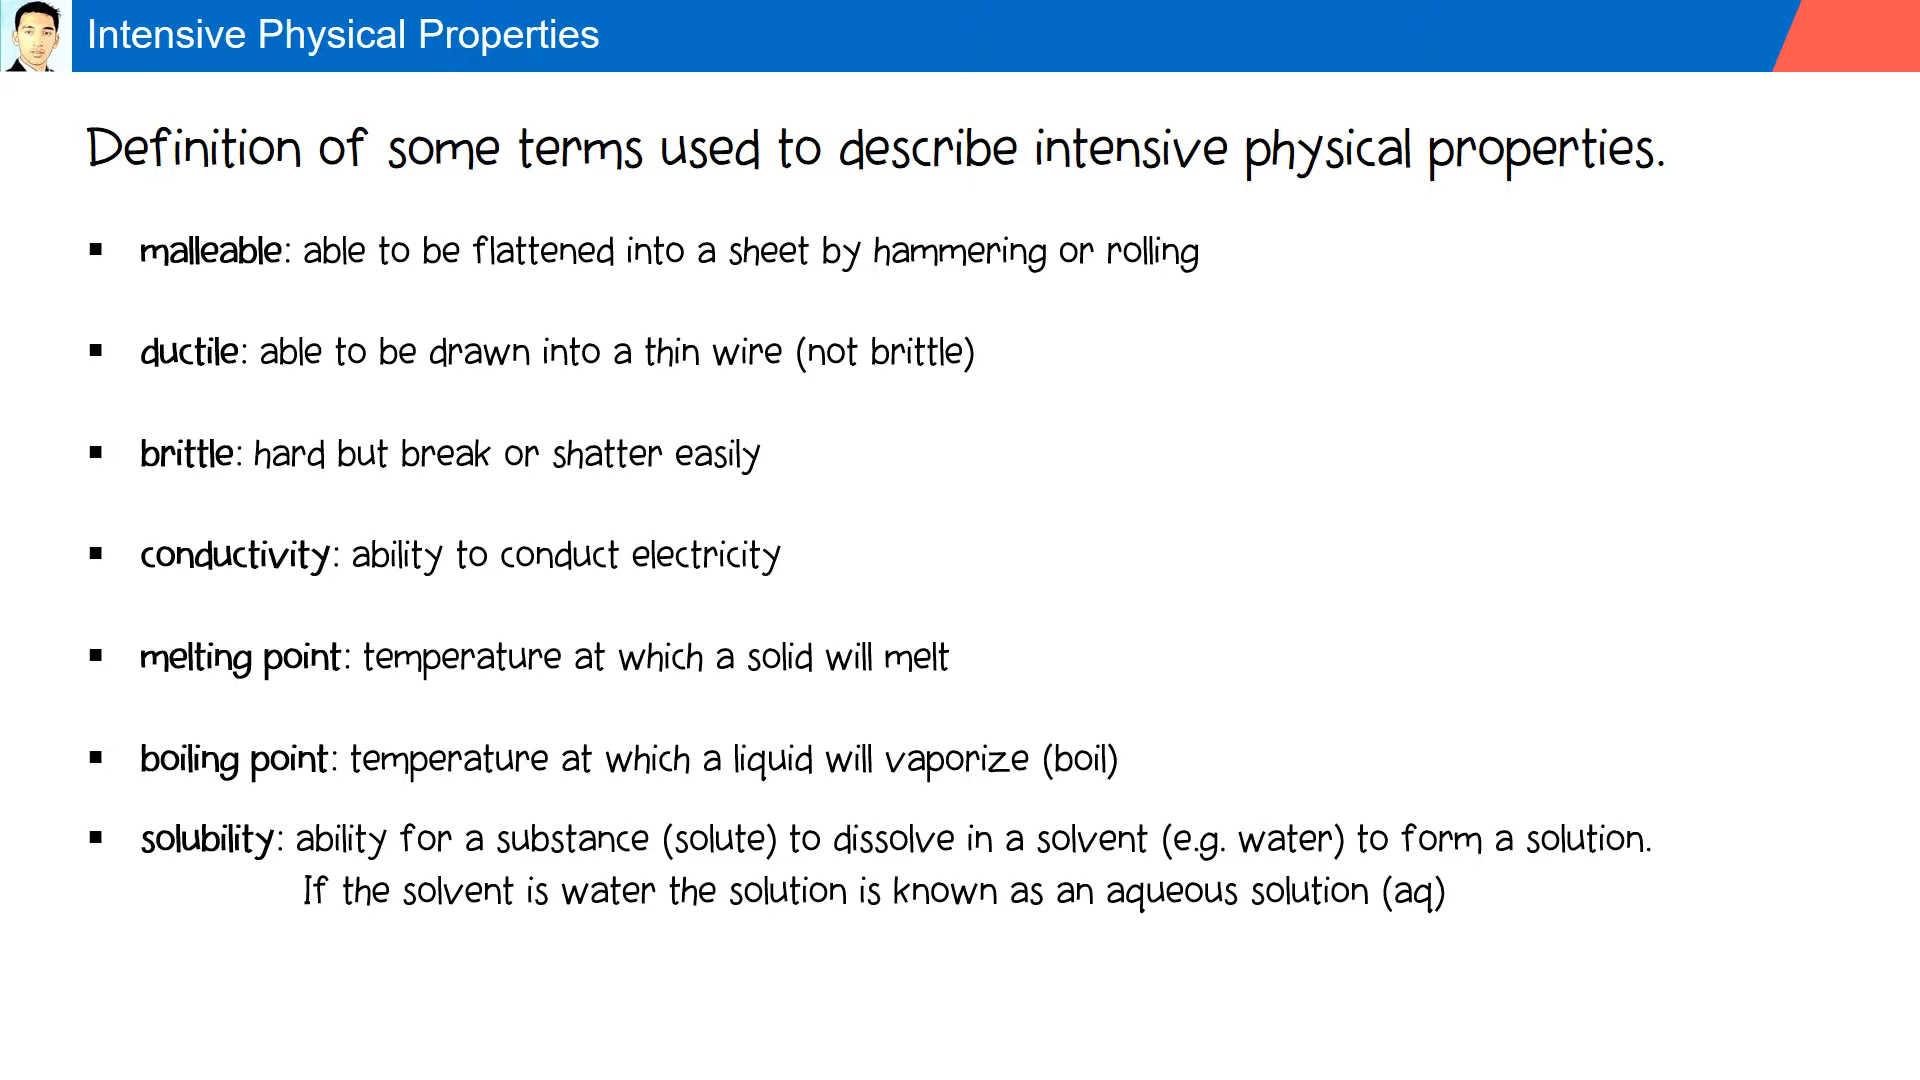 Intensive Physical Properties
Definition of some terms used to describe intensive physical properties.
▪ malleable: able to be flattened into a sheet by hammering or rolling
▪ ductile: able to be drawn into a thin wire (not brittle)
▪ brittle: hard but break or shatter easily
▪ conductivity: ability to conduct electricity
▪ melting point: temperature at which a solid will melt
▪ boiling point: temperature at which a liquid will vaporize (boil)
▪ solubility: ability for a substance (solute) to dissolve in a solvent (e.g. water) to form a solution.
If the solvent is water the solution is known as an aqueous solution (aq)